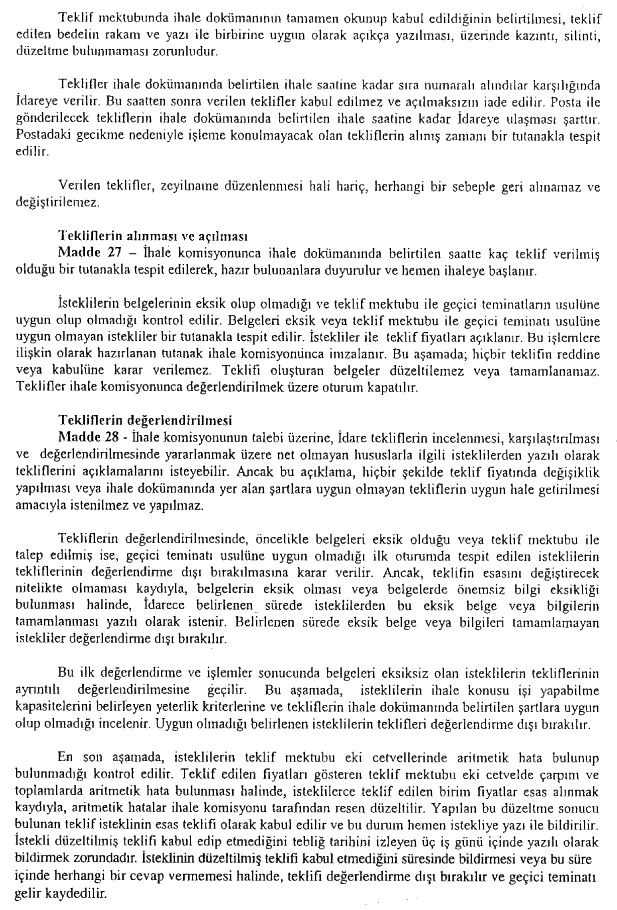 Teklif mektubunda ihale dokümanının tamamen okunup kabul edildiğinin belirtilmesi, teklif
edilen bedelin rakam ve yazı ile birbirine uygun olarak açıkça yazılması, üzerinde kazıntı, silinti,
düzeltme bulunmaması zorunludur.
Teklifler ihale dokümanında belirtilen ihale saatine kadar sıra numaralı alındılar karşılığında
İdareye verilir. Bu saatten sonra verilen teklifler kabul edilmez ve açılmaksızın iade edilir. Posta ile
gönderilecek tekliflerin ihale dokümanında belirtilen ihale saatine kadar İdareye ulaşması şarttır.
Postadaki gecikme nedeniyle işleme konulmayacak olan tekliflerin alınış zamanı bir tutanakla tespit
edilir.
Verilen teklifler, zeyilname düzenlenmesi hali hariç, herhangi bir sebeple geri alınamaz ve
değiştirilemez.
Tekliflerin alınması ve açılması
Madde 27 – İhale komisyonunca ihale dokümanında belirtilen saatte kaç teklif verilmiş
olduğu bir tutanakla tespit edilerek, hazır bulunanlara duyurulur ve hemen ihaleye başlanır.
İsteklilerin belgelerinin eksik olup olmadığı ve teklif mektubu ile geçici teminatların usulüne
uygun olup olmadığı kontrol edilir. Belgeleri eksik veya teklif mektubu ile geçici teminatı usulüne
uygun olmayan istekliler bir tutanakla tespit edilir. İstekliler ile teklif fiyatları açıklanır. Bu işlemlere
ilişkin olarak hazırlanan tutanak ihale komisyonunca imzalanır. Bu aşamada; hiçbir teklifin reddine
veya kabulüne karar verilemez. Teklifi oluşturan belgeler düzeltilemez veya tamamlanamaz.
Teklifler ihale komisyonunca değerlendirilmek üzere oturum kapatılır.
Tekliflerin değerlendirilmesi
Madde 28 - İhale komisyonunun talebi üzerine, İdare tekliflerin incelenmesi, karşılaştırılması
ve değerlendirilmesinde yararlanmak üzere net olmayan hususlarla ilgili isteklilerden yazılı olarak
tekliflerini açıklamalarını isteyebilir. Ancak bu açıklama, hiçbir şekilde teklif fiyatında değişiklik
yapılması veya ihale dokümanında yer alan şartlara uygun olmayan tekliflerin uygun hale getirilmesi
amacıyla istenilmez ve yapılmaz.
Tekliflerin değerlendirilmesinde, öncelikle belgeleri eksik olduğu veya teklif mektubu ile
talep edilmiş ise, geçici teminatı usulüne uygun olmadığı ilk oturumda tespit edilen isteklilerin
tekliflerinin değerlendirme dışı bırakılmasına karar verilir. Ancak, teklifin esasını değiştirecek
nitelikte olmaması kaydıyla, belgelerin eksik olması veya belgelerde önemsiz bilgi eksikliği
bulunması halinde, İdarece belirlenen sürede isteklilerden bu eksik belge veya bilgilerin
tamamlanması yazılı olarak istenir. Belirlenen sürede eksik belge veya bilgileri tamamlamayan
istekliler değerlendirme dışı bırakılır.
Bu ilk değerlendirme ve işlemler sonucunda belgeleri eksiksiz olan isteklilerin tekliflerinin
ayrıntılı değerlendirilmesine geçilir. Bu aşamada, isteklilerin ihale konusu işi yapabilme
kapasitelerini belirleyen yeterlik kriterlerine ve tekliflerin ihale dokümanında belirtilen şartlara uygun
olup olmadığı incelenir. Uygun olmadığı belirlenen isteklilerin teklifleri değerlendirme dışı bırakılır.
En son aşamada, isteklilerin teklif mektubu eki cetvellerinde aritmetik hata bulunup
bulunmadığı kontrol edilir. Teklif edilen fiyatları gösteren teklif mektubu eki cetvelde çarpım ve
toplamlarda aritmetik hata bulunması halinde, isteklilerce teklif edilen birim fiyatlar esas alınmak
kaydıyla, aritmetik hatalar ihale komisyonu tarafından resen düzeltilir. Yapılan bu düzeltme sonucu
bulunan teklif isteklinin esas teklifi olarak kabul edilir ve bu durum hemen istekliye yazı ile bildirilir.
İstekli düzeltilmiş teklifi kabul edip etmediğini tebliğ tarihini izleyen üç iş günü içinde yazılı olarak
bildirmek zorundadır. İsteklinin düzeltilmiş teklifi kabul etmediğini süresinde bildirmesi veya bu süre
içinde herhangi bir cevap vermemesi halinde, teklifi değerlendirme dışı bırakılır ve geçici teminatı
gelir kaydedilir.